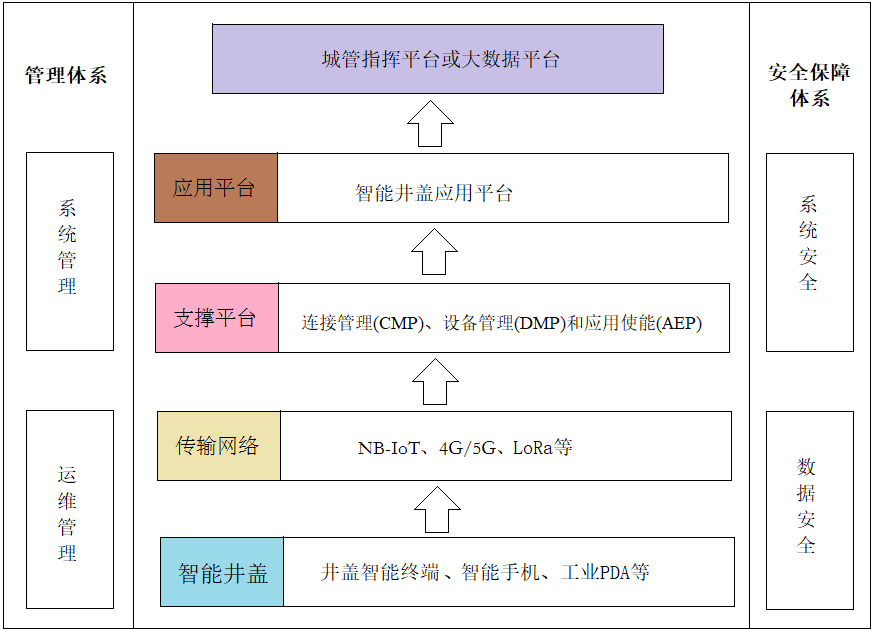 管理体系
系统管理
运维管理
城管指挥平台或大数据平台
应用平台
智能井盖应用平台
支撑平台
连接管理(CMP)、设备管理(DMP)和应用使能(AEP)
传输网络
NB-IoT、4G/5G、LoRa等
智能井盖
井盖智能终端、智能手机、工业PDA等
安全保障
体系
系统安全
数据安全